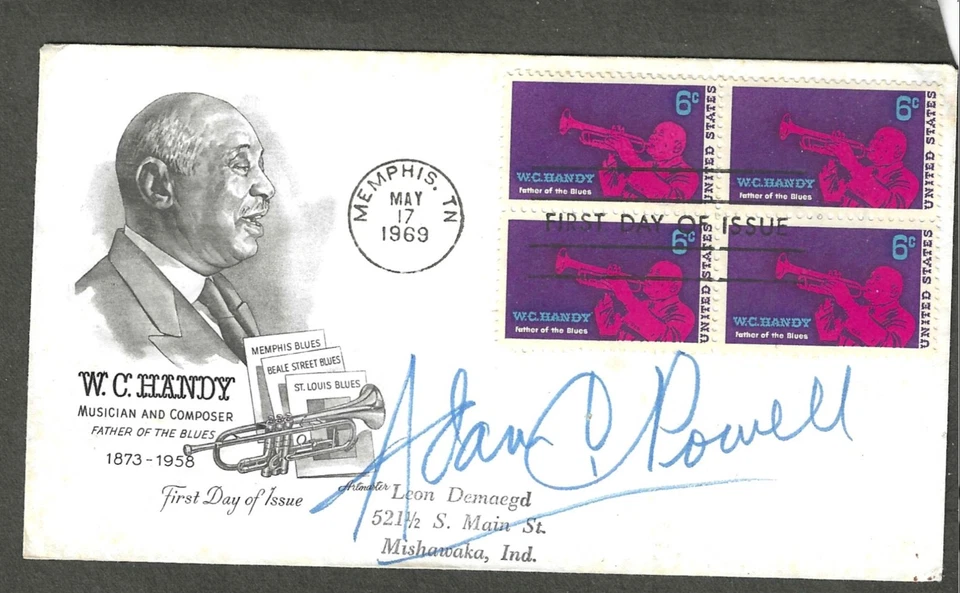 MEMPHIS, TN
MAY
17
1969
6c
UNITED STATES
W.C. HANDY
Father of the Blues
6c
UNITED STATES
W.C. HANDY
Father of the Blues
FIRST DAY OF ISSUE
6c
UNITED STATES
W.C. HANDY
Father of the Blues
6c
UNITED STATES
W.C. HANDY
Father of the Blues
MEMPHIS BLUES
BEALE STREET BLUES
ST. LOUIS BLUES
W. C. HANDY
MUSICIAN AND COMPOSER
FATHER OF THE BLUES
1873-1958
First Day of Issue
Artmaster
Adam C Powell
Leon Demaegd
521½ S. Main St.
Mishawaka, Ind.